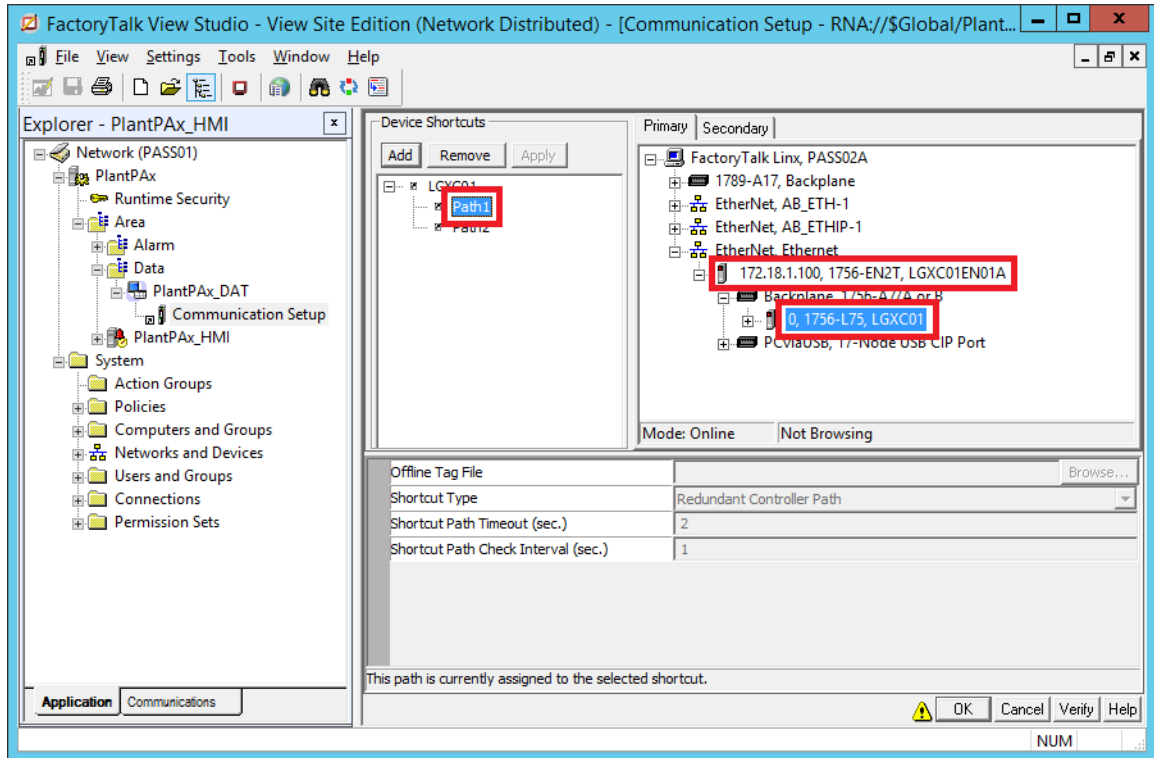 FactoryTalk View Studio - View Site Edition (Network Distributed) - [Communication Setup - RNA://$Global/Plant...
File View Settings Tools Window Help
Explorer - PlantPAx_HMI
Network (PASS01)
PlantPAx
Runtime Security
Area
Alarm
Data
PlantPAx_DAT
Communication Setup
PlantPAx_HMI
System
Action Groups
Policies
Computers and Groups
Networks and Devices
Users and Groups
Connections
Permission Sets
Application Communications
Device Shortcuts
Add Remove Apply
LGXC01
Path1
Path2
Primary Secondary
FactoryTalk Linx, PASS02A
1789-A17, Backplane
EtherNet, AB_ETH-1
EtherNet, AB_ETHIP-1
EtherNet, Ethernet
172.18.1.100, 1756-EN2T, LGXC01EN01A
Backplane, 1756-A77A or B
0, 1756-L75, LGXC01
PCviaUSB, 17-Node USB CIP Port
Mode: Online Not Browsing
Offline Tag File Browse...
Shortcut Type Redundant Controller Path
Shortcut Path Timeout (sec.) 2
Shortcut Path Check Interval (sec.) 1
This path is currently assigned to the selected shortcut.
OK Cancel Verify Help
NUM